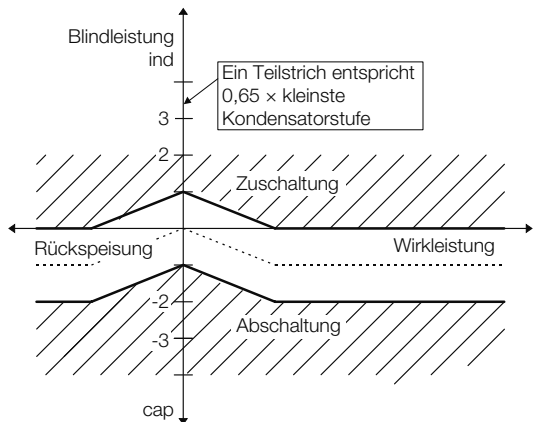 Blindleistung
ind
Ein Teilstrich entspricht
0,65 × kleinste
Kondensatorstufe
3
2
Zuschaltung
Rückspeisung
Wirkleistung
-2
Abschaltung
-3
cap